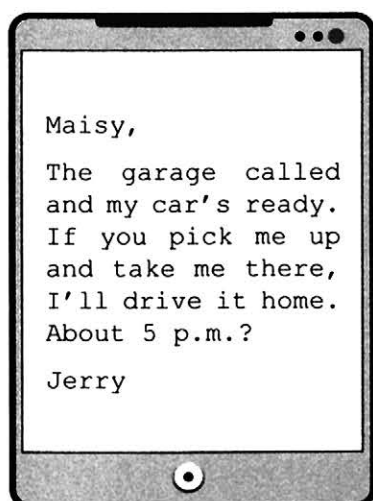 Maisy,
The garage called
and my car's ready.
If you pick me up
and take me there,
I'll drive it home.
About 5 p.m.?
Jerry